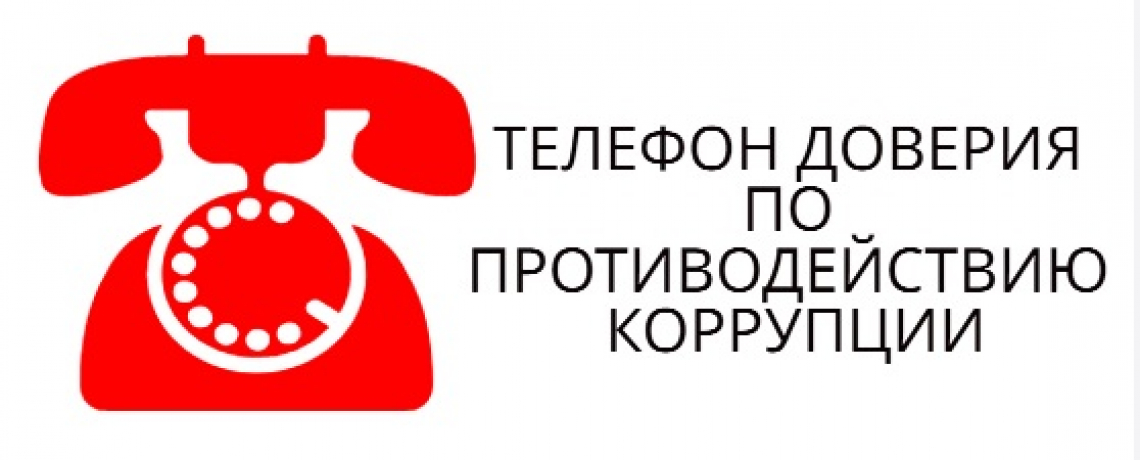 ТЕЛЕФОН ДОВЕРИЯ
ПО
ПРОТИВОДЕЙСТВИЮ
КОРРУПЦИИ